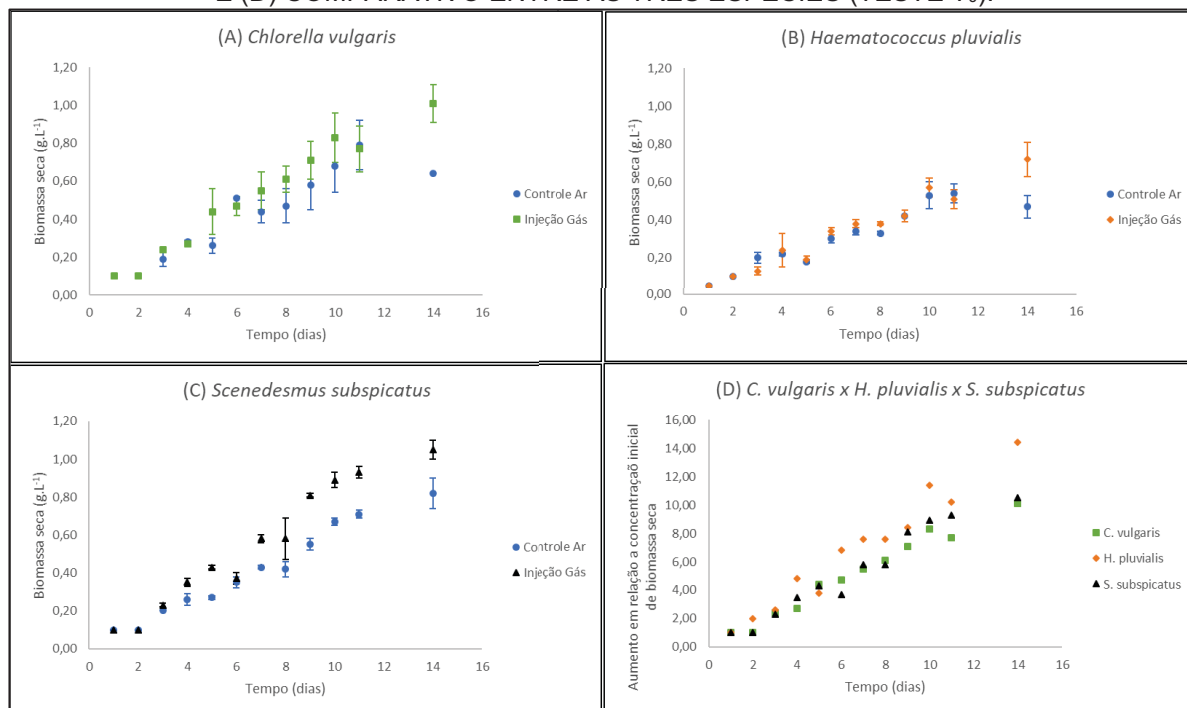 E (D) COMPARATIVO ENTRE AS TRÊS ESPÉCIES (TESTE 1%).
(A) Chlorella vulgaris
Biomassa seca (g.L⁻¹)
1,20
1,00
0,80
0,60
0,40
0,20
0,00
0 2 4 6 8 10 12 14 16
Tempo (dias)
Controle Ar
Injeção Gás
(B) Haematococcus pluvialis
Biomassa seca (g.L⁻¹)
1,20
1,00
0,80
0,60
0,40
0,20
0,00
0 2 4 6 8 10 12 14 16
Tempo (dias)
Controle Ar
Injeção Gás
(C) Scenedesmus subspicatus
Biomassa seca (g.L⁻¹)
1,20
1,00
0,80
0,60
0,40
0,20
0,00
0 2 4 6 8 10 12 14 16
Tempo (dias)
Controle Ar
Injeção Gás
(D) C. vulgaris x H. pluvialis x S. subspicatus
Aumento em relação a concentração inicial
de biomassa seca
16,00
14,00
12,00
10,00
8,00
6,00
4,00
2,00
0,00
0 2 4 6 8 10 12 14 16
Tempo (dias)
C. vulgaris
H. pluvialis
S. subspicatus